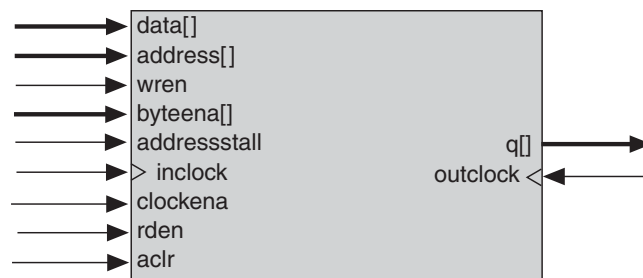 data[]
address[]
wren
byteena[]
addressstall
q[]
inclock
outclock
clockena
rden
aclr